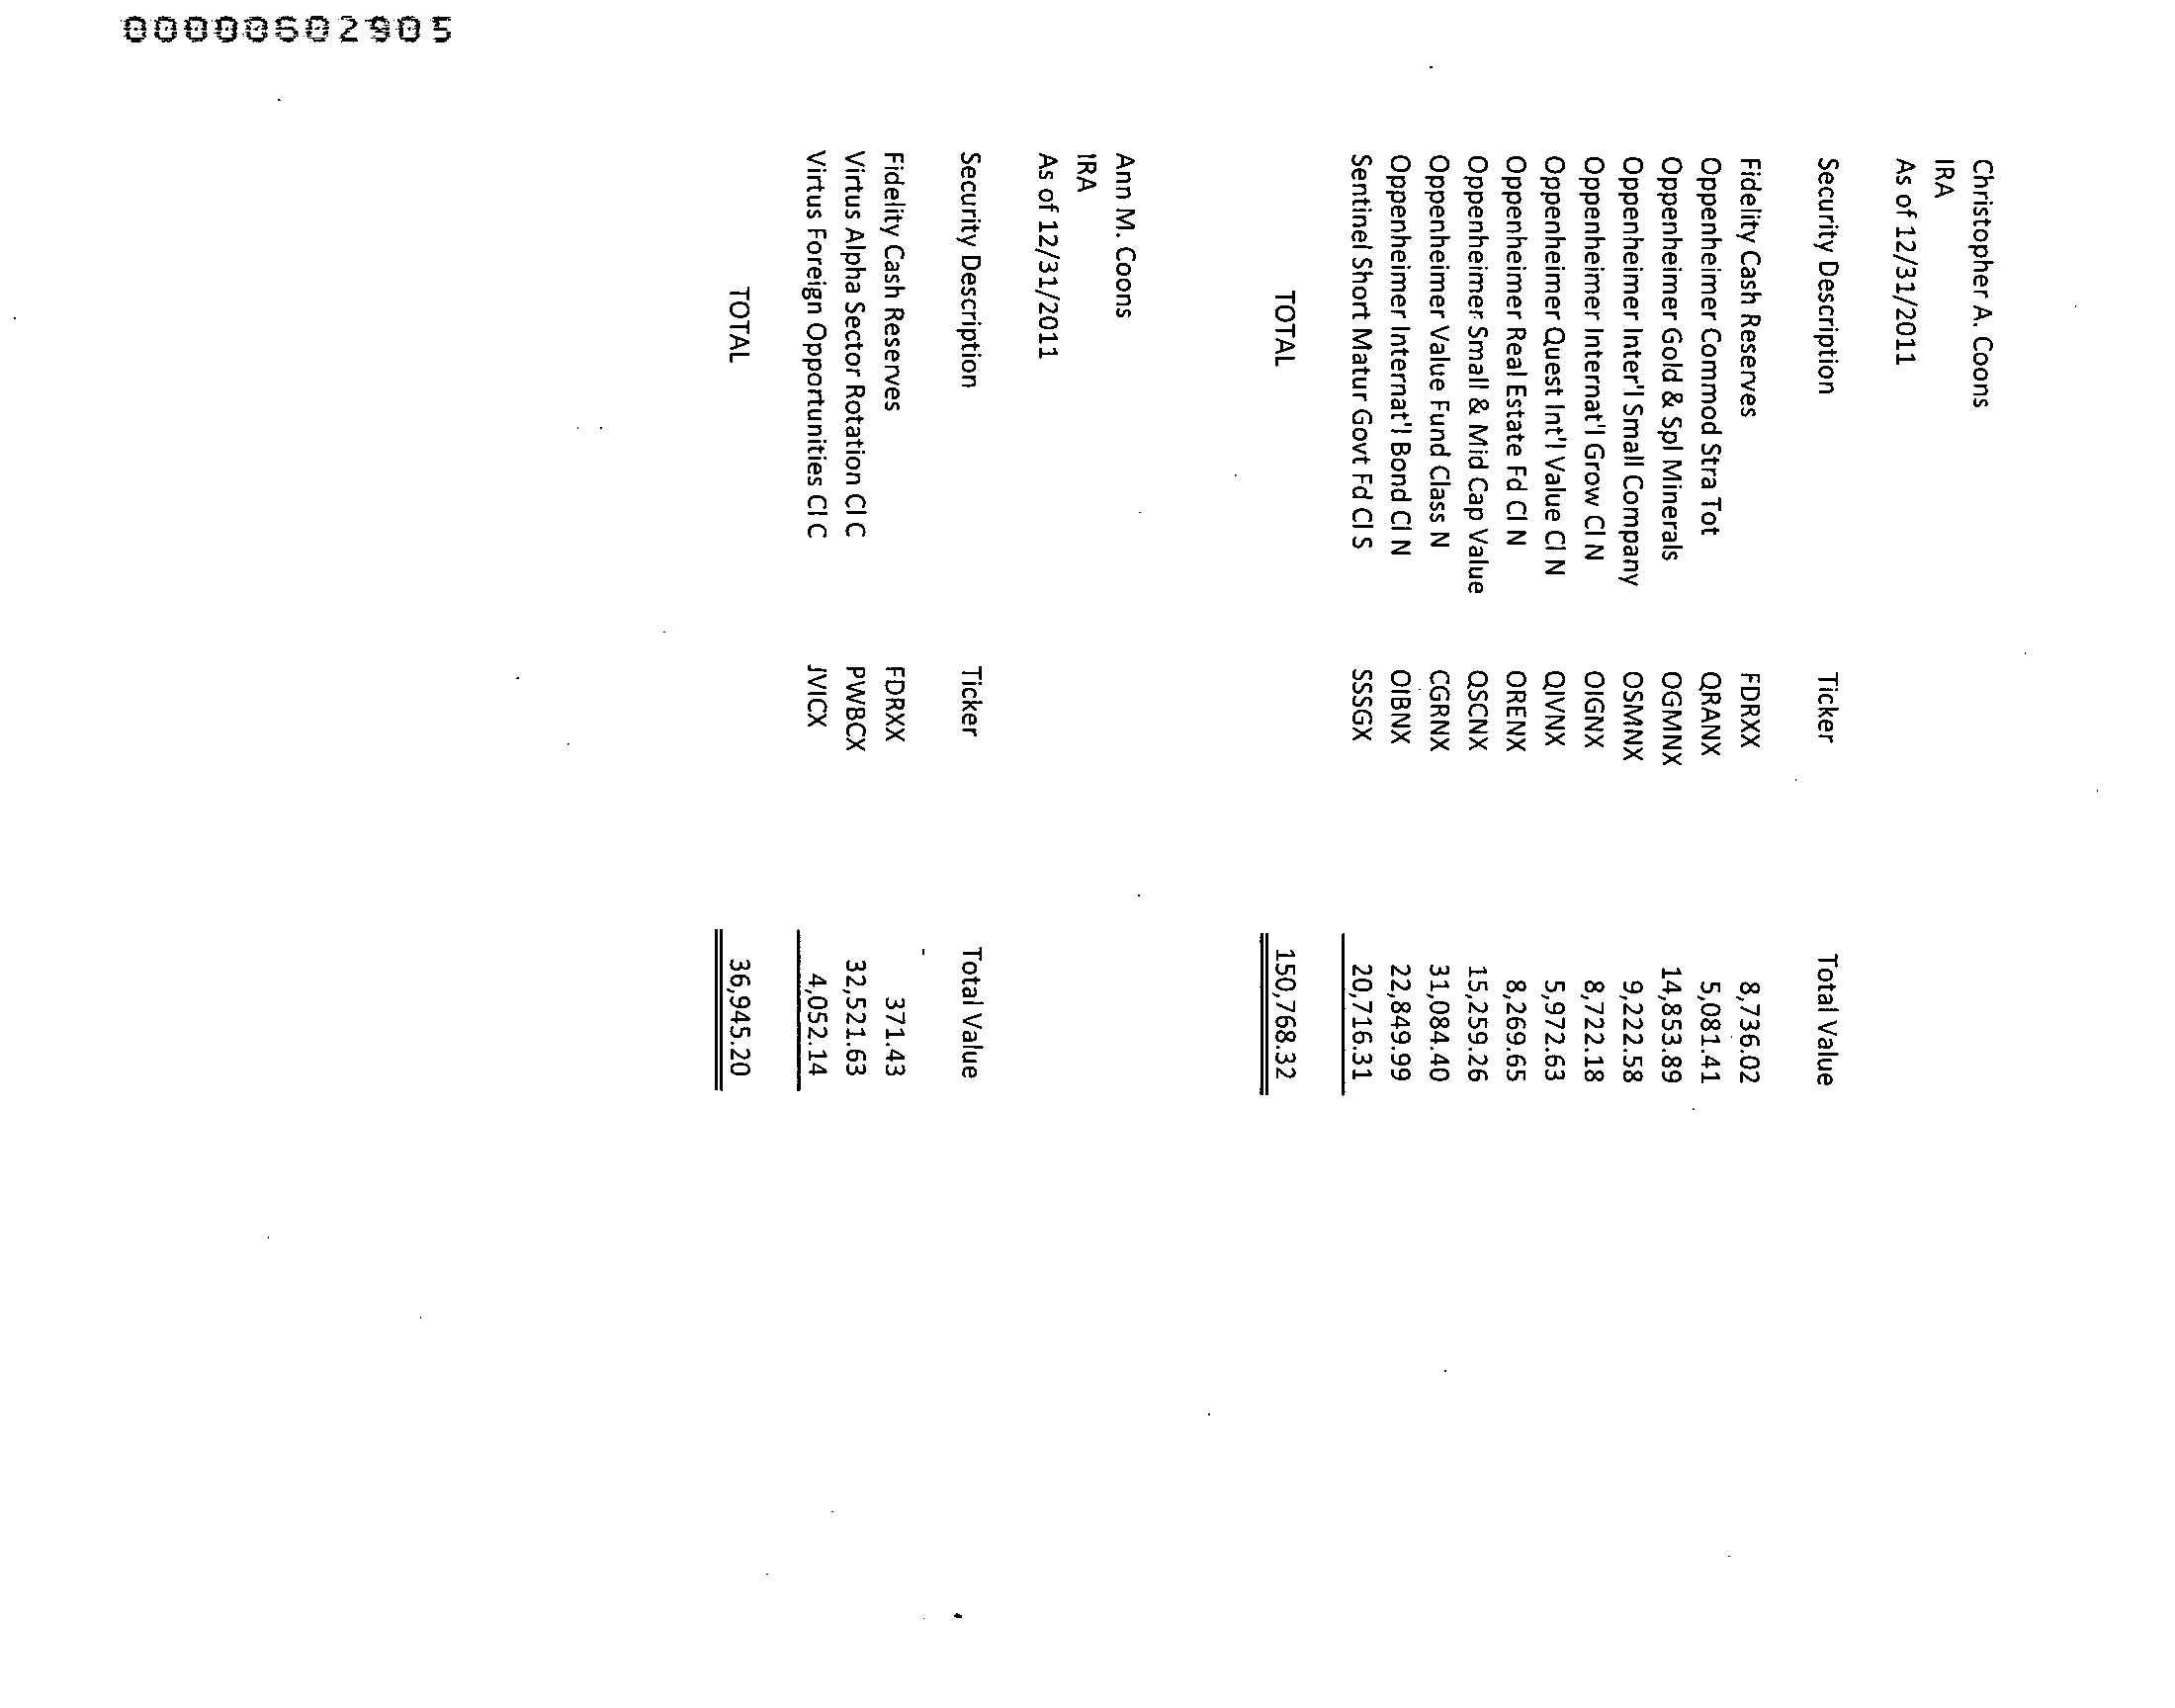 00000602905
Christopher A. Coons
IRA
As of 12/31/2011
Security Description Ticker Total Value
Fidelity Cash Reserves FDRXX 8,736.02
Oppenheimer Commod Stra Tot QRANX 5,081.41
Oppenheimer Gold & Spl Minerals OGMNX 14,853.89
Oppenheimer Inter'l Small Company OSMNX 9,222.58
Oppenheimer Internat'l Grow Cl N OIGNX 8,722.18
Oppenheimer Quest Int'l Value Cl N QIVNX 5,972.63
Oppenheimer Real Estate Fd Cl N ORENX 8,269.65
Oppenheimer Small & Mid Cap Value QSCNX 15,259.26
Oppenheimer Value Fund Class N CGRNX 31,084.40
Oppenheimer Internat'l Bond Cl N OIBNX 22,849.99
Sentinel Short Matur Govt Fd Cl S SSSGX 20,716.31
TOTAL 150,768.32
Ann M. Coons
IRA
As of 12/31/2011
Security Description Ticker Total Value
Fidelity Cash Reserves FDRXX 371.43
Virtus Alpha Sector Rotation Cl C PWBCX 32,521.63
Virtus Foreign Opportunities Cl C JVICX 4,052.14
TOTAL 36,945.20